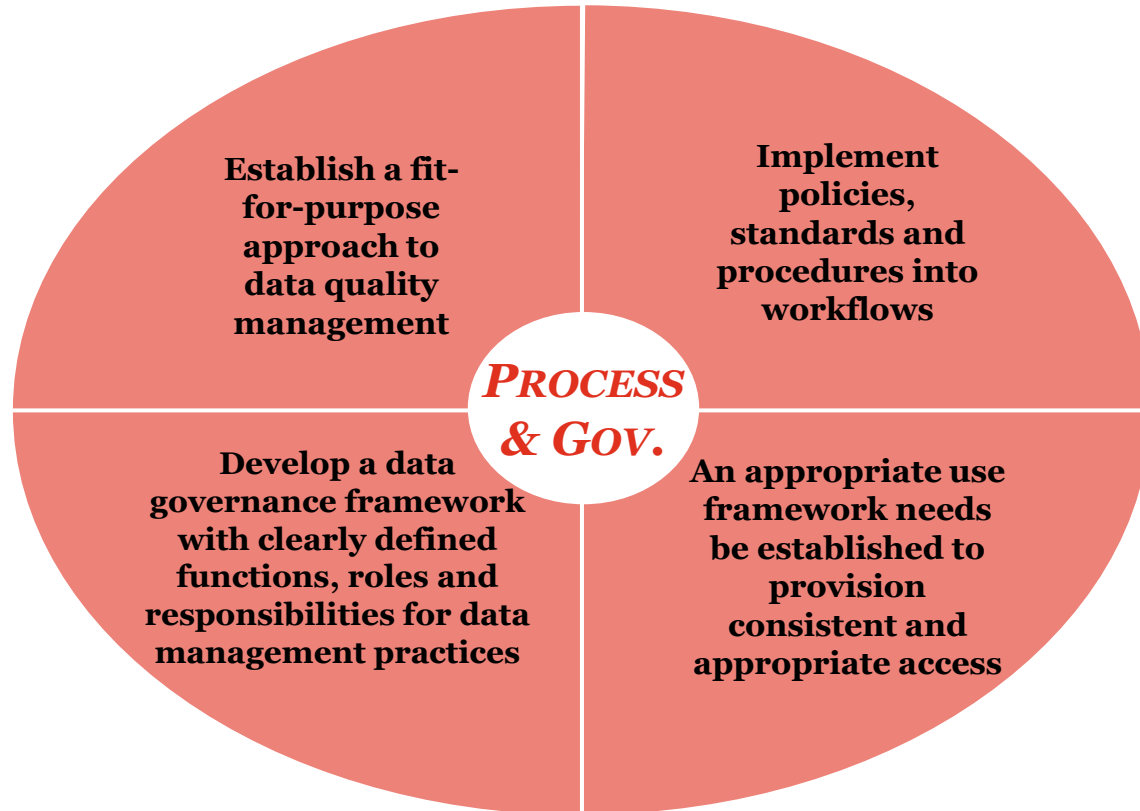 Establish a fit-
for-purpose
approach to
data quality
management
Implement
policies,
standards and
procedures into
workflows
PROCESS
& GOV.
Develop a data
governance framework
with clearly defined
functions, roles and
responsibilities for data
management practices
An appropriate use
framework needs
be established to
provision
consistent and
appropriate access